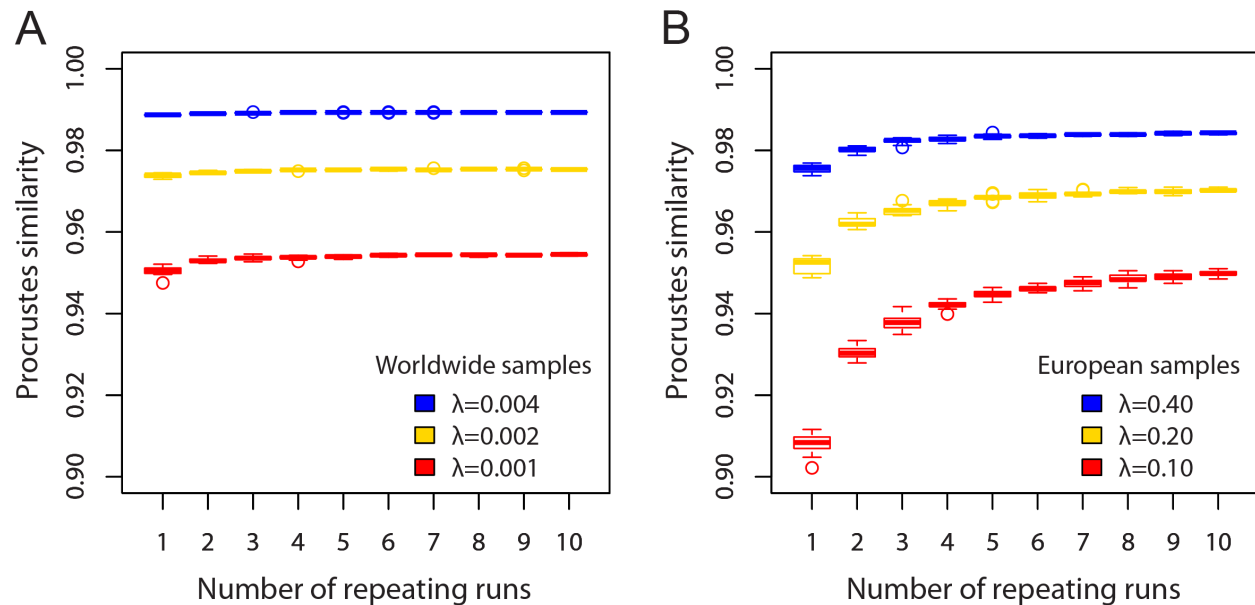 A
Procrustes similarity
1.00
0.98
0.96
0.94
0.92
0.90
Worldwide samples
λ=0.004
λ=0.002
λ=0.001
1 2 3 4 5 6 7 8 9 10
Number of repeating runs
B
Procrustes similarity
1.00
0.98
0.96
0.94
0.92
0.90
European samples
λ=0.40
λ=0.20
λ=0.10
1 2 3 4 5 6 7 8 9 10
Number of repeating runs